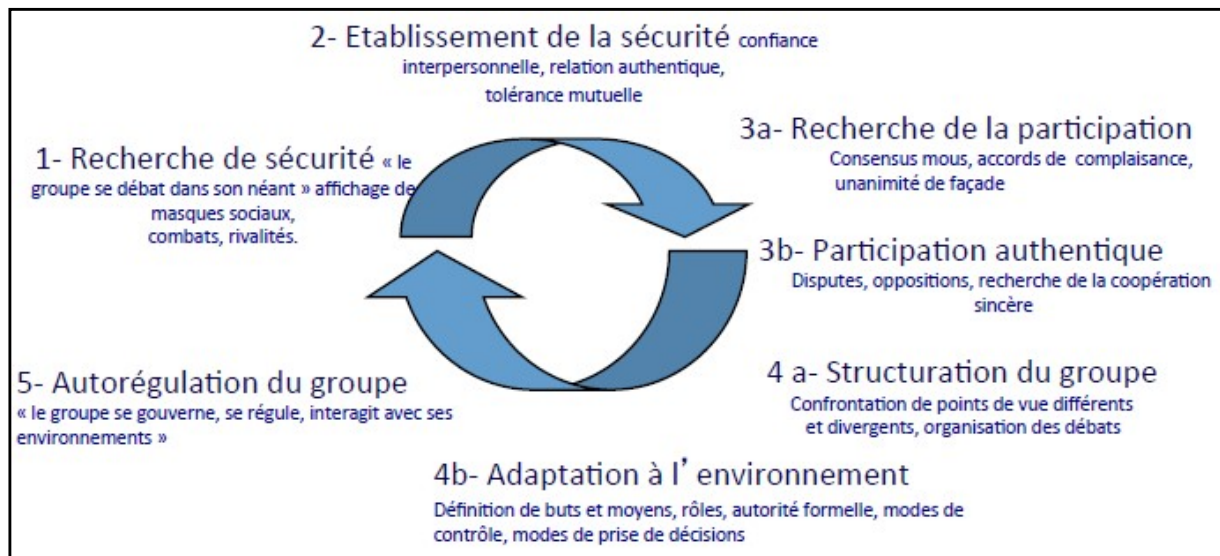 2- Etablissement de la sécurité confiance
interpersonnelle, relation authentique,
tolérance mutuelle
1- Recherche de sécurité « le
groupe se débat dans son néant » affichage de
masques sociaux,
combats, rivalités.
3a- Recherche de la participation
Consensus mous, accords de complaisance,
unanimité de façade
3b- Participation authentique
Disputes, oppositions, recherche de la coopération
sincère
4 a- Structuration du groupe
Confrontation de points de vue différents
et divergents, organisation des débats
4b- Adaptation à l’ environnement
Définition de buts et moyens, rôles, autorité formelle, modes de
contrôle, modes de prise de décisions
5- Autorégulation du groupe
« le groupe se gouverne, se régule, interagit avec ses
environnements »